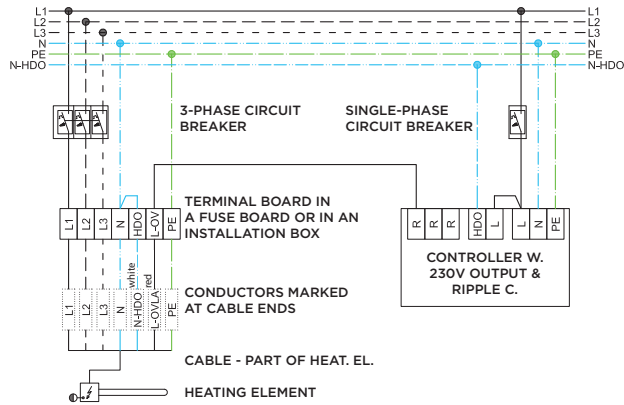 L1
L2
L3
N
PE
N-HDO
L1
L2
L3
N
PE
N-HDO
3-PHASE CIRCUIT
BREAKER
SINGLE-PHASE
CIRCUIT BREAKER
L1
L2
L3
N
HDO
L-OV
PE
TERMINAL BOARD IN
A FUSE BOARD OR IN AN
INSTALLATION BOX
R
R
R
HDO
L
L
N
PE
CONTROLLER W.
230V OUTPUT &
RIPPLE C.
white
red
L1
L2
L3
N
N-HDO
L-OVLA
PE
CONDUCTORS MARKED
AT CABLE ENDS
CABLE - PART OF HEAT. EL.
HEATING ELEMENT